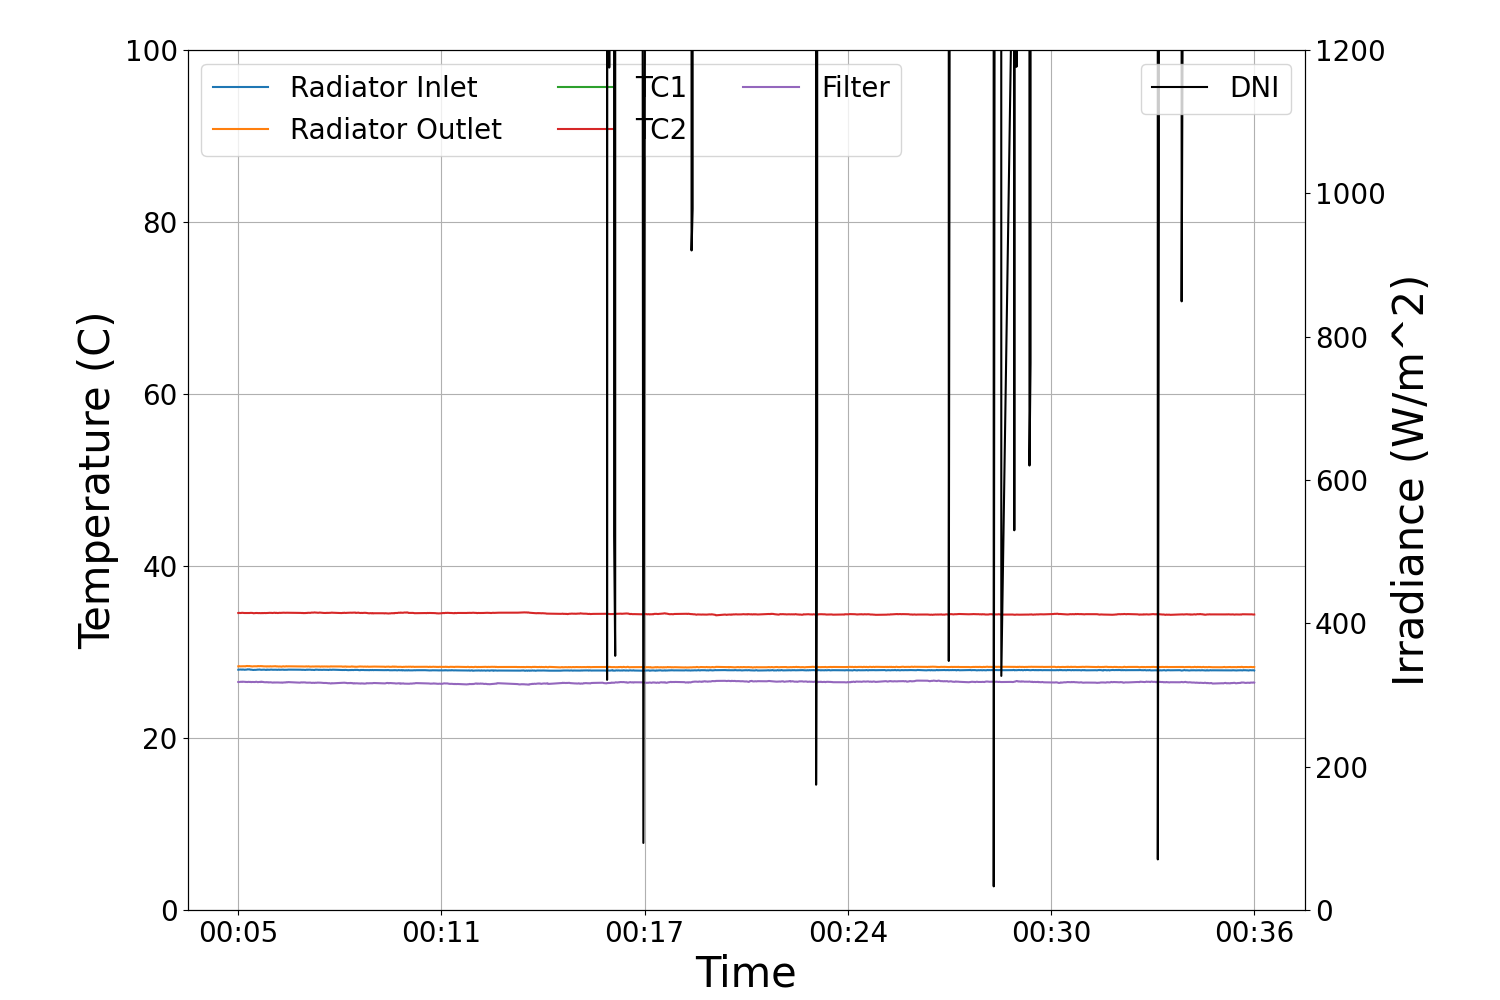 100
80
60
40
20
0
Temperature (C)
Radiator Inlet
Radiator Outlet
TC1
TC2
Filter
DNI
1200
1000
800
600
400
200
0
Irradiance (W/m^2)
00:05 00:11 00:17 00:24 00:30 00:36
Time